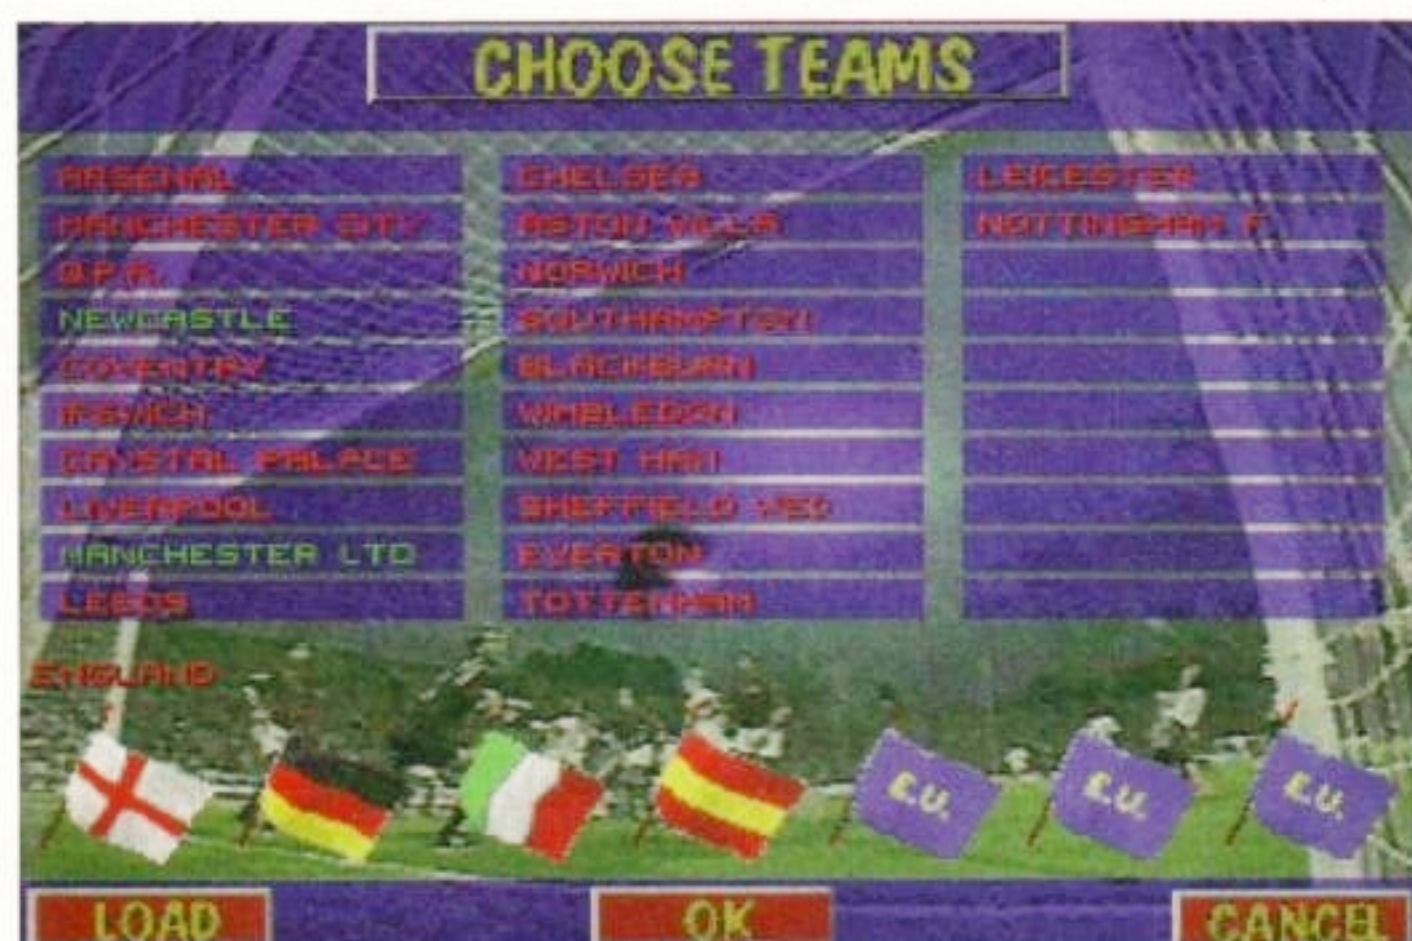 CHOOSE TEAMS
ARSENAL
MANCHESTER CITY
Q.P.R.
NEWCASTLE
COVENTRY
IPSWICH
CRYSTAL PALACE
LIVERPOOL
MANCHESTER LTD
LEEDS
CHELSEA
ASTON VILLA
NORWICH
SOUTHAMPTON
BLACKBURN
WIMBLEDON
WEST HAM
SHEFFIELD WED
EVERTON
TOTTENHAM
LEICESTER
NOTTINGHAM F
ENGLAND
E.U.
E.U.
E.U.
LOAD
OK
CANCEL